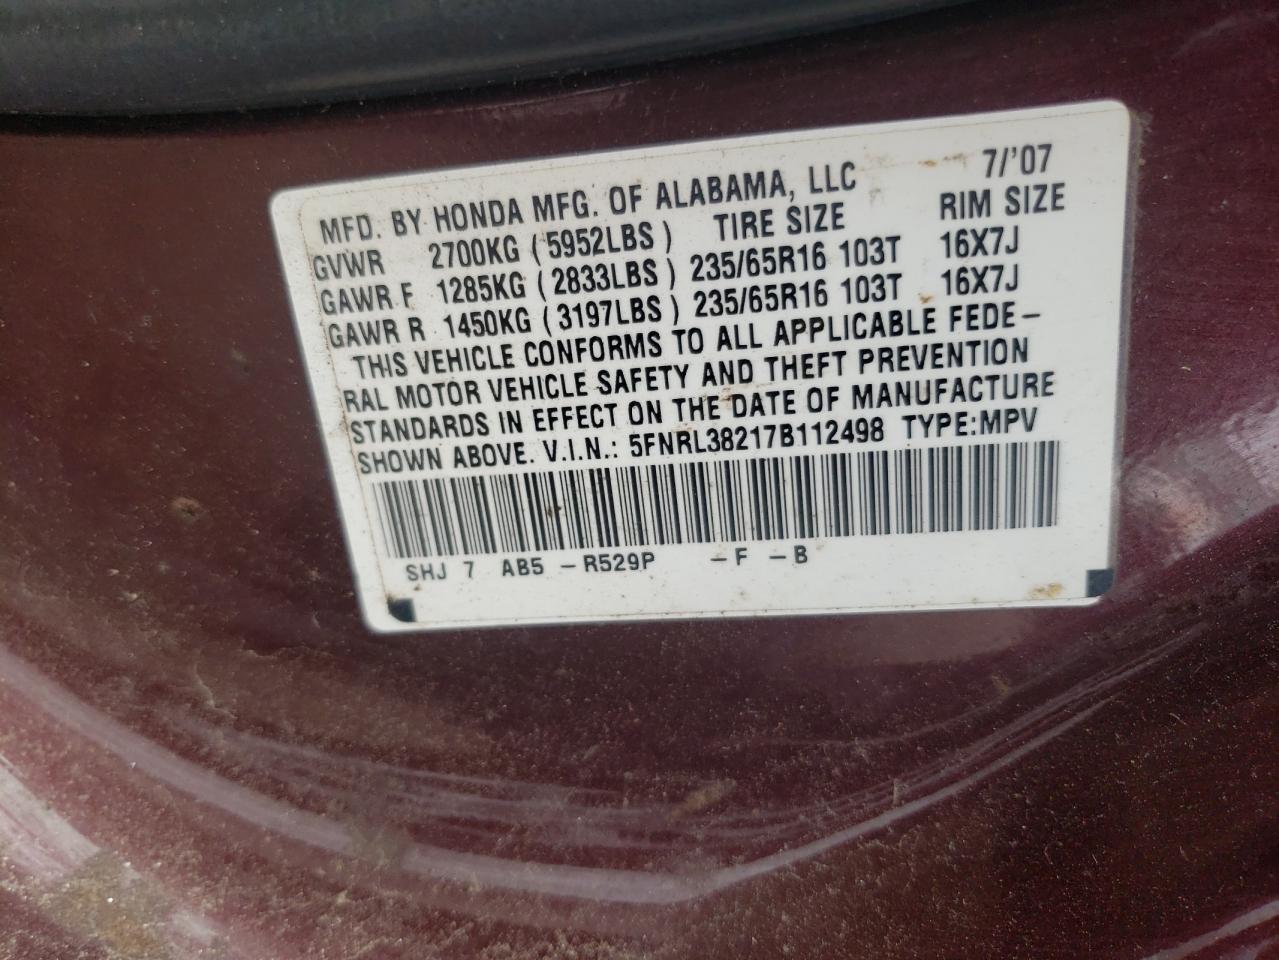 MFD. BY HONDA MFG. OF ALABAMA, LLC 7/'07
GVWR 2700KG (5952LBS) TIRE SIZE RIM SIZE
GAWR F 1285KG (2833LBS) 235/65R16 103T 16X7J
GAWR R 1450KG (3197LBS) 235/65R16 103T 16X7J
THIS VEHICLE CONFORMS TO ALL APPLICABLE FEDE-
RAL MOTOR VEHICLE SAFETY AND THEFT PREVENTION
STANDARDS IN EFFECT ON THE DATE OF MANUFACTURE
SHOWN ABOVE. V.I.N.: 5FNRL38217B112498 TYPE:MPV
SHJ 7 AB5 -R529P -F -B